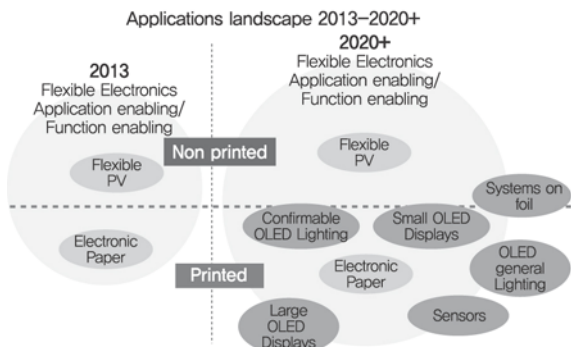 Applications landscape 2013-2020+
2013
Flexible Electronics
Application enabling/
Function enabling
2020+
Flexible Electronics
Application enabling/
Function enabling
Non printed
Flexible
PV
Flexible
PV
Systems on
foil
Confirmable
OLED Lighting
Small OLED
Displays
Electronic
Paper
Electronic
Paper
OLED
general
Lighting
Printed
Large
OLED
Displays
Sensors